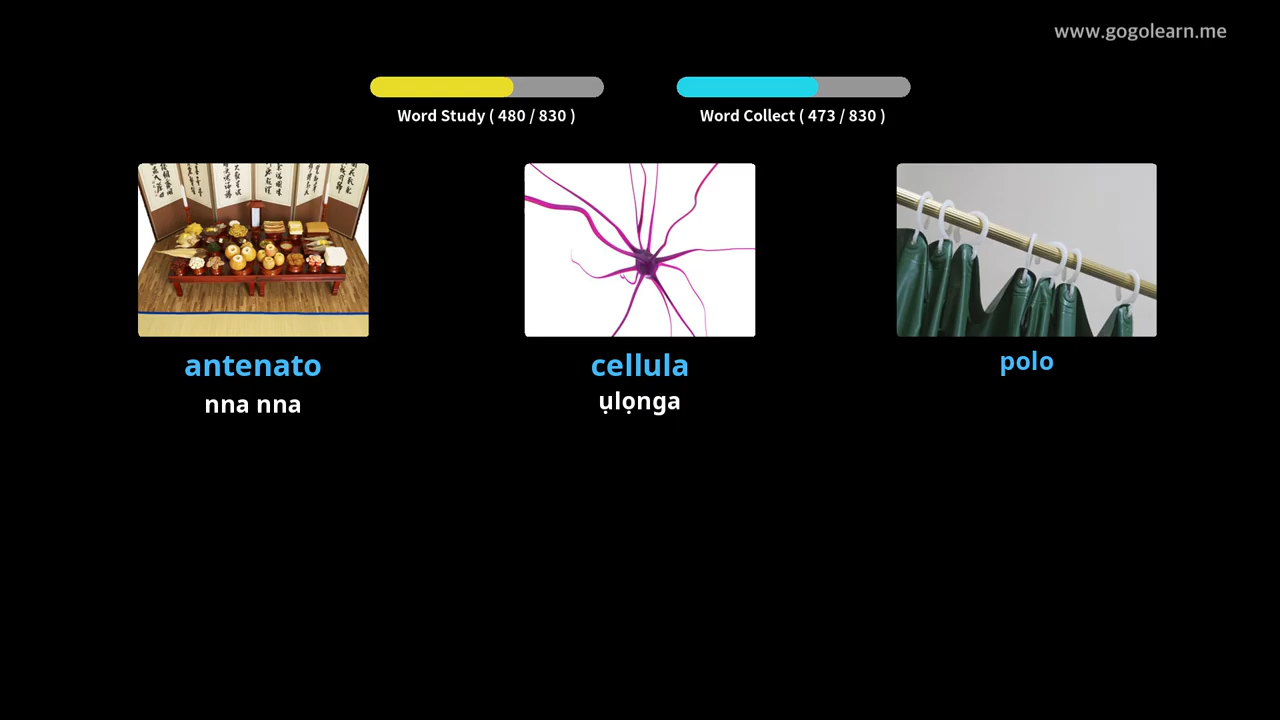 www.gogolearn.me
Word Study ( 480 / 830 )
Word Collect ( 473 / 830 )
antenato
cellula
polo
nna nna
ụlọnga